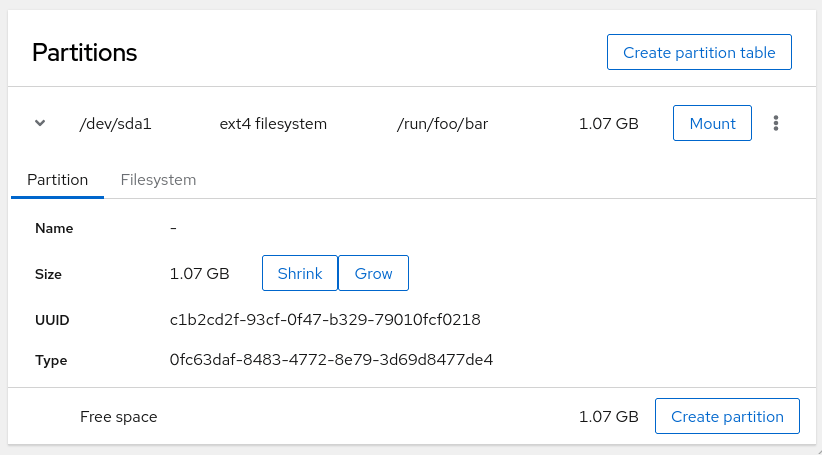 Partitions Create partition table
/dev/sda1 ext4 filesystem /run/foo/bar 1.07 GB Mount
Partition Filesystem
Name -
Size 1.07 GB Shrink Grow
UUID c1b2cd2f-93cf-0f47-b329-79010fcf0218
Type 0fc63daf-8483-4772-8e79-3d69d8477de4
Free space 1.07 GB Create partition